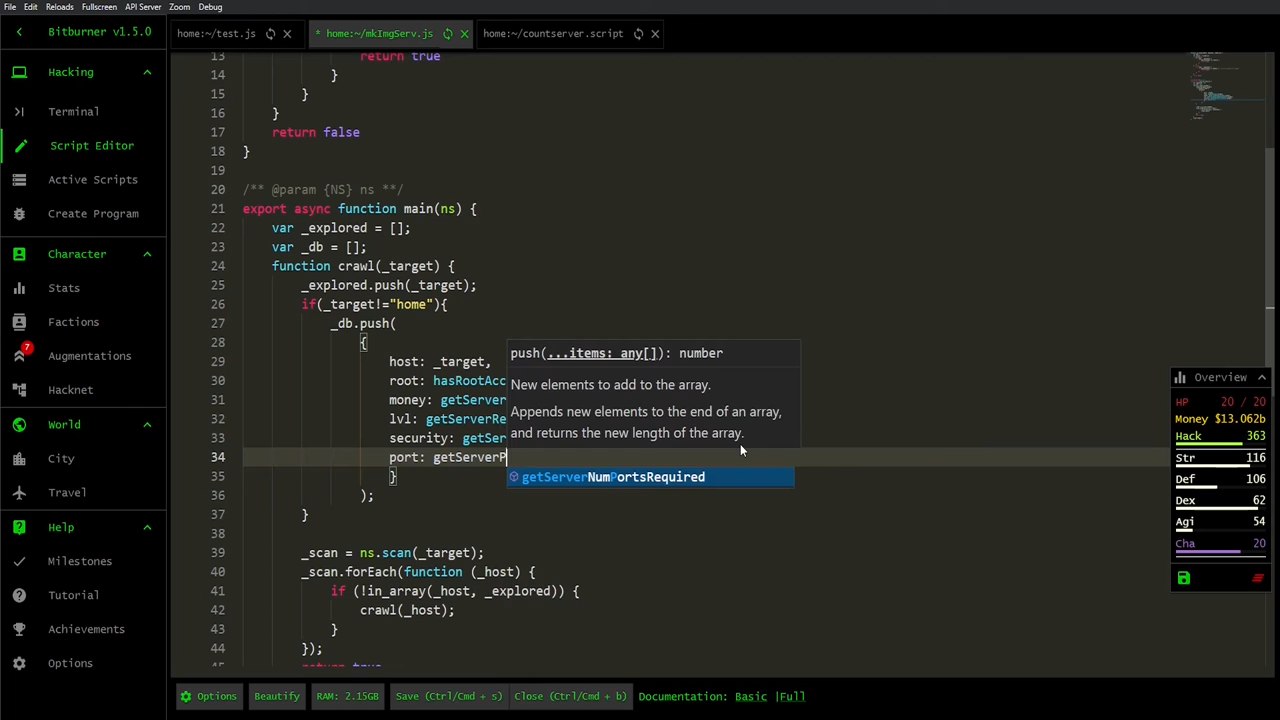 File Edit Reloads Fullscreen API Server Zoom Debug
Bitburner v1.5.0
Hacking
Terminal
Script Editor
Active Scripts
Create Program
Character
Stats
Factions
7
Augmentations
Hacknet
World
City
Travel
Help
Milestones
Tutorial
Achievements
Options
home:~/test.js
* home:~/mkImgServ.js
home:~/countserver.script
13 return true
14 }
15 }
16 }
17 return false
18 }
19
20 /** @param {NS} ns **/
21 export async function main(ns) {
22 var _explored = [];
23 var _db = [];
24 function crawl(_target) {
25 _explored.push(_target);
26 if(_target!="home"){
27 _db.push(
28 {
29 host: _target,
30 root: hasRootAcc
31 money: getServer
32 lvl: getServerRe
33 security: getSer
34 port: getServerP
35 }
36 );
37 }
38
39 _scan = ns.scan(_target);
40 _scan.forEach(function (_host) {
41 if (!in_array(_host, _explored)) {
42 crawl(_host);
43 }
44 });
45 return true
push(...items: any[]): number
New elements to add to the array.
Appends new elements to the end of an array,
and returns the new length of the array.
getServerNumPortsRequired
Overview
HP 20 / 20
Money $13.062b
Hack 363
Str 116
Def 106
Dex 62
Agi 54
Cha 20
Options Beautify RAM: 2.15GB Save (Ctrl/Cmd + s) Close (Ctrl/Cmd + b) Documentation: Basic |Full